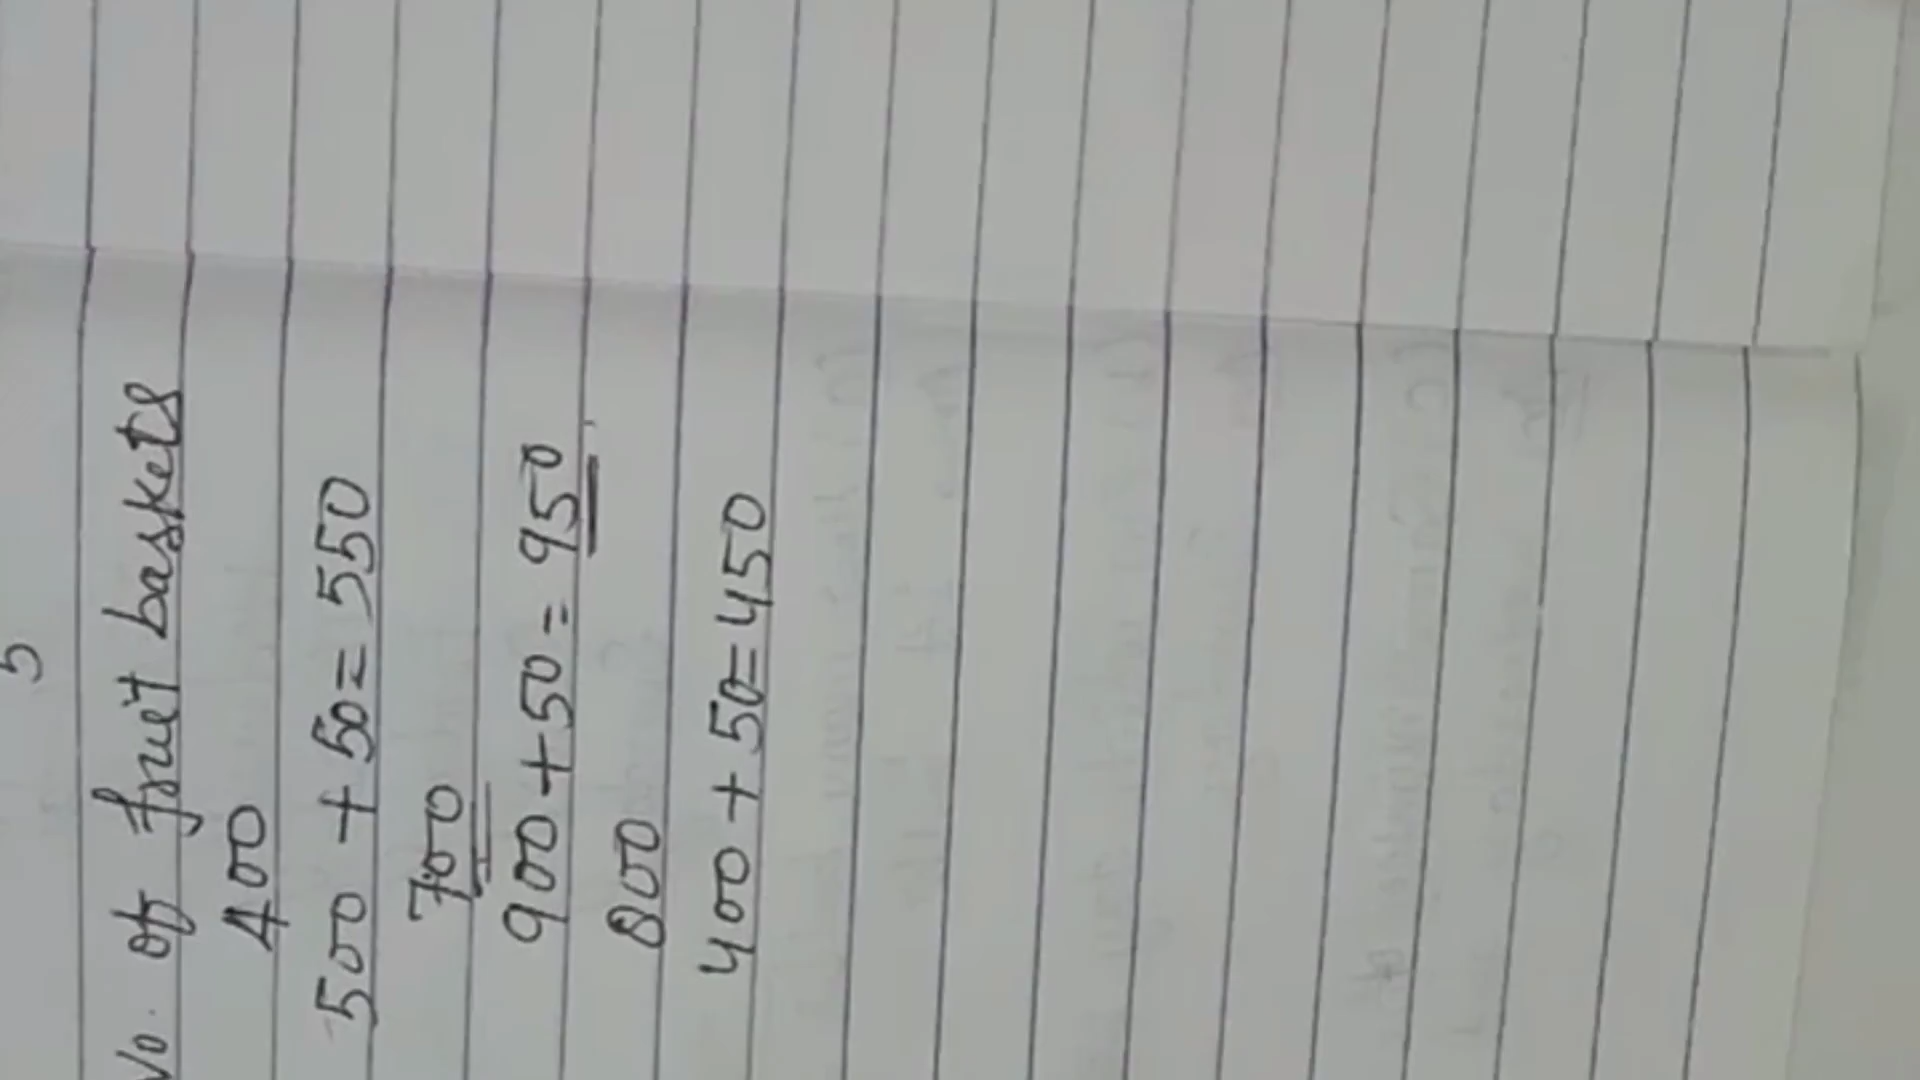 5
No. of fruit baskets
400
500 + 50 = 550
700
900 + 50 = 950
800
400 + 50 = 450